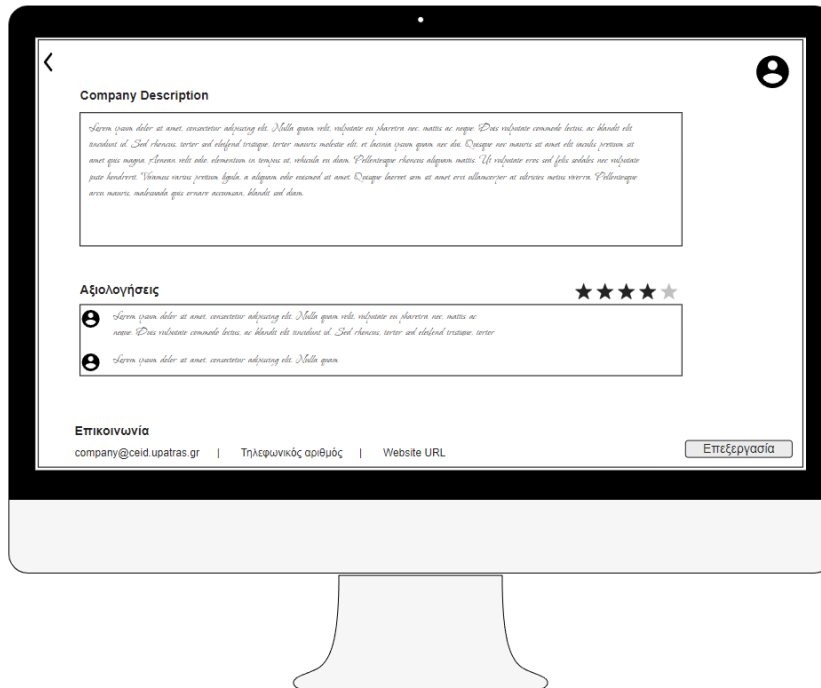 Company Description
Lorem ipsum dolor sit amet, consectetur adipiscing elit. Nulla quam velit, vulputate eu pharetra nec, mattis ac neque. Duis vulputate commodo lectus, ac blandit elit
tincidunt id. Sed rhoncus, tortor sed eleifend tristique, tortor mauris molestie elit, et lacinia ipsum quam nec dui. Quisque nec mauris sit amet elit iaculis pretium sit
amet quis magna. Aenean velit odio, elementum in tempus ut, vehicula eu diam. Pellentesque rhoncus aliquam mattis. Ut vulputate eros sed felis sodales nec vulputate
justo hendrerit. Vivamus varius pretium ligula, a aliquam odio euismod sit amet. Quisque laoreet sem sit amet orci ullamcorper at ultricies metus viverra. Pellentesque
arcu mauris, malesuada quis ornare accumsan, blandit sed diam.
Αξιολογήσεις
Lorem ipsum dolor sit amet, consectetur adipiscing elit. Nulla quam velit, vulputate eu pharetra nec, mattis ac
neque. Duis vulputate commodo lectus, ac blandit elit tincidunt id. Sed rhoncus, tortor sed eleifend tristique, tortor
Lorem ipsum dolor sit amet, consectetur adipiscing elit. Nulla quam
Επικοινωνία
company@ceid.upatras.gr | Τηλεφωνικός αριθμός | Website URL
Επεξεργασία